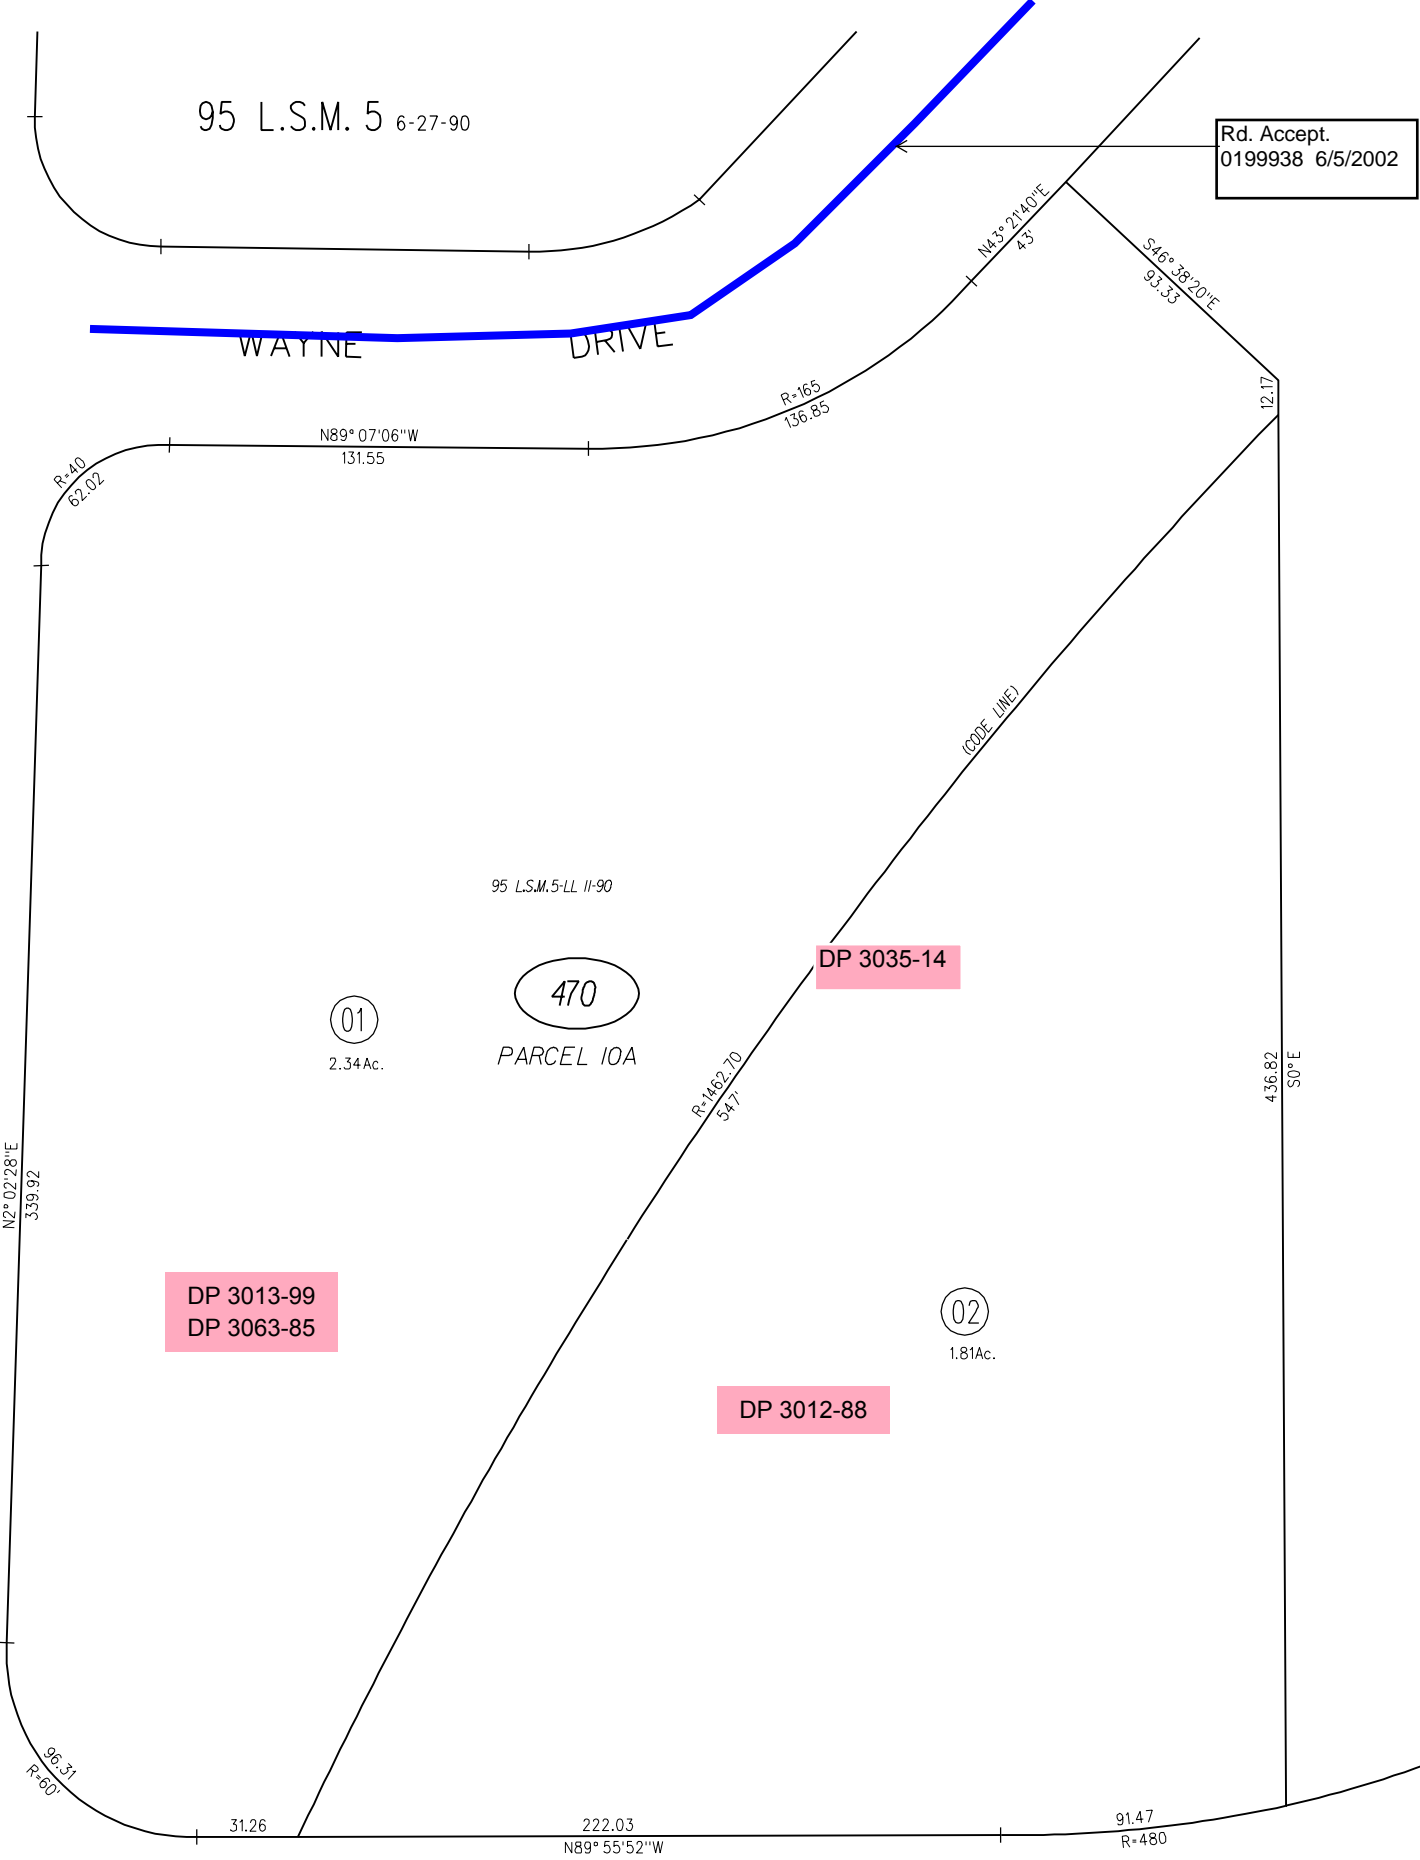 95 L.S.M. 5 6-27-90
Rd. Accept.
0199938 6/5/2002
N43° 21'40"E
43'
S46° 38'20"E
93.33
WAYNE DRIVE
12.17
R=165
136.85
N89° 07'06"W
131.55
R=40
62.02
(CODE LINE)
95 L.S.M.5-LL 11-90
DP 3035-14
470
01
PARCEL 10A
2.34Ac.
R=1462.70
547'
436.82
S0° E
N2° 02'28"E
339.92
DP 3013-99
DP 3063-85
02
1.81Ac.
DP 3012-88
96.31
R=60'
31.26
222.03
N89° 55'52"W
91.47
R=480